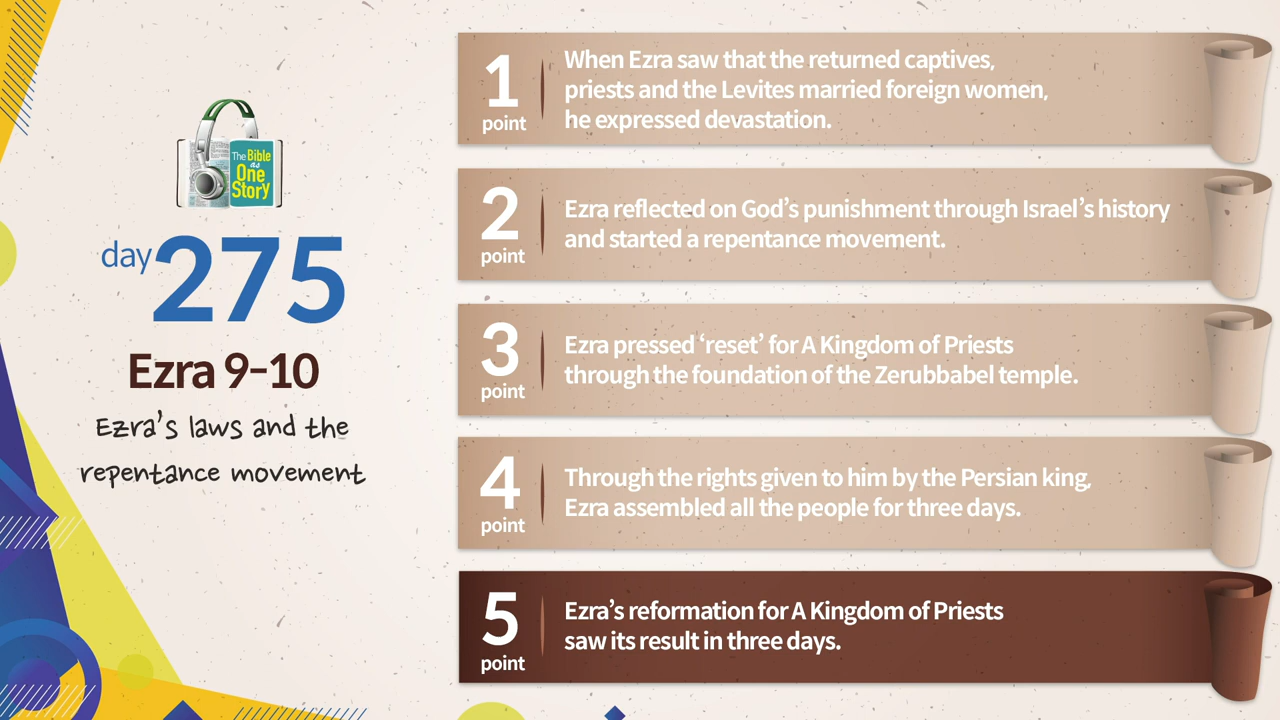 The Bible
as
One
Story
day275
Ezra 9-10
Ezra's laws and the
repentance movement
1
point
When Ezra saw that the returned captives,
priests and the Levites married foreign women,
he expressed devastation.
2
point
Ezra reflected on God's punishment through Israel's history
and started a repentance movement.
3
point
Ezra pressed ‘reset’ for A Kingdom of Priests
through the foundation of the Zerubbabel temple.
4
point
Through the rights given to him by the Persian king,
Ezra assembled all the people for three days.
5
point
Ezra's reformation for A Kingdom of Priests
saw its result in three days.